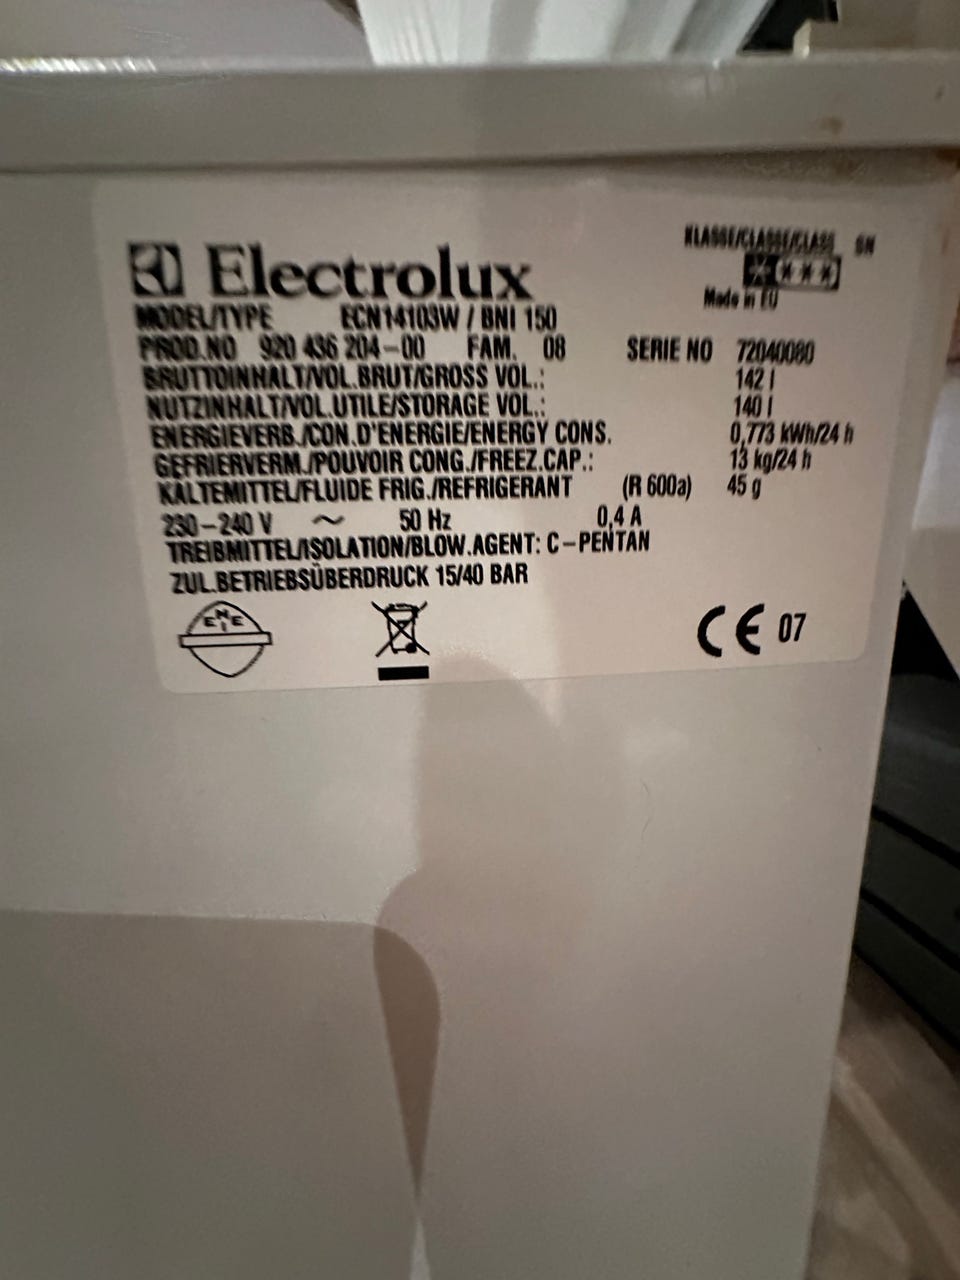 Electrolux
KLASSE/CLASSE/CLASS SN
Made in EU
MODEL/TYPE ECN14103W / BNI 150
PROD.NO 920 436 204-00 FAM. 08 SERIE NO 72040080
BRUTTOINHALT/VOL.BRUT/GROSS VOL.: 142 l
NUTZINHALT/VOL.UTILE/STORAGE VOL.: 140 l
ENERGIEVERB./CON.D'ENERGIE/ENERGY CONS. 0,773 kWh/24 h
GEFRIERVERM./POUVOIR CONG./FREEZ.CAP.: 13 kg/24 h
KALTEMITTEL/FLUIDE FRIG./REFRIGERANT (R 600a) 45 g
230-240 V ~ 50 Hz 0,4 A
TREIBMITTEL/ISOLATION/BLOW.AGENT: C-PENTAN
ZUL.BETRIEBSÜBERDRUCK 15/40 BAR
EMEI
CE 07